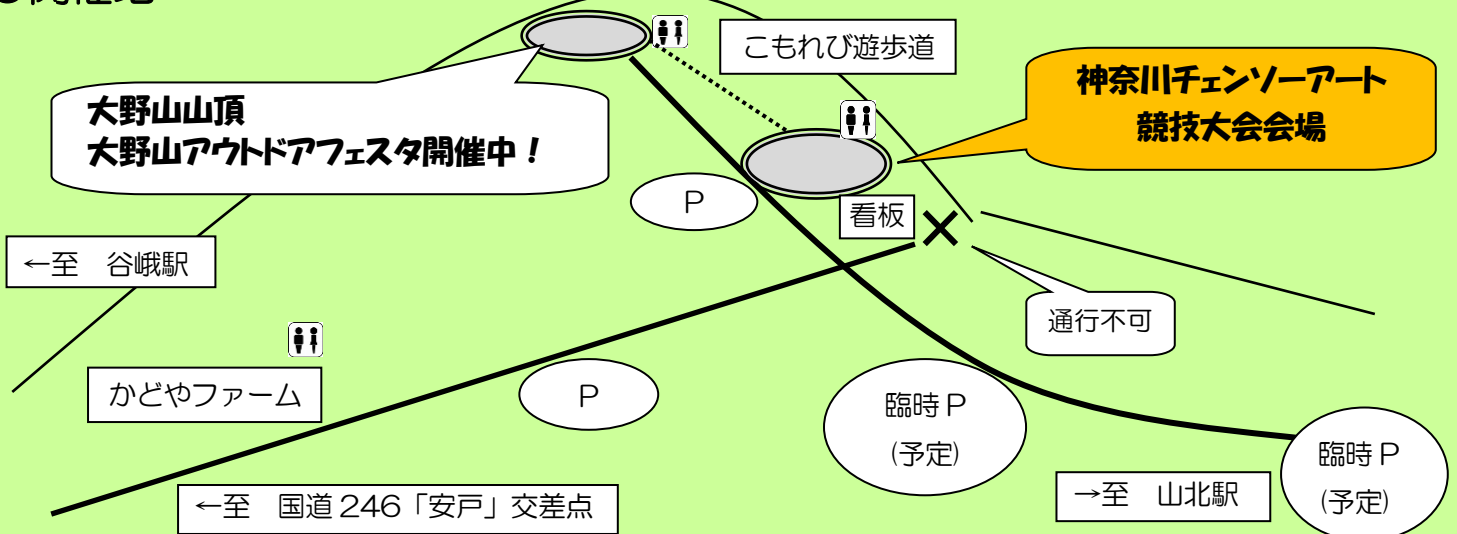 開催地
こもれび遊歩道
大野山山頂
大野山アウトドアフェスタ開催中！
神奈川チェンソーアート
競技大会会場
P
看板
←至　谷峨駅
通行不可
かどやファーム
P
臨時P
(予定)
臨時P
(予定)
→至　山北駅
←至　国道246「安戸」交差点